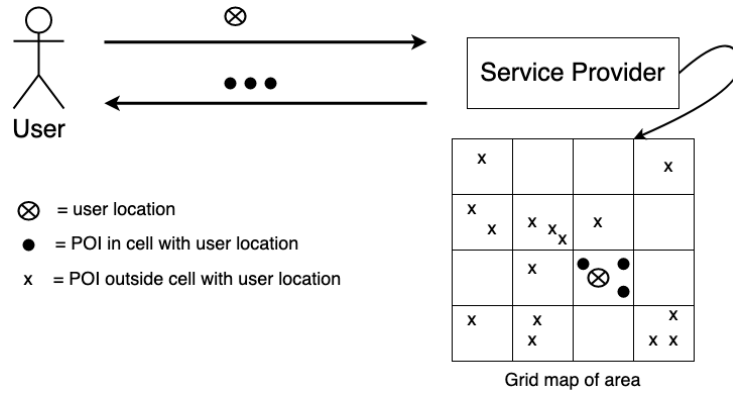 Service Provider
User
⊗ = user location
● = POI in cell with user location
x = POI outside cell with user location
x x
x x x x x
x
x x x
x x x
Grid map of area